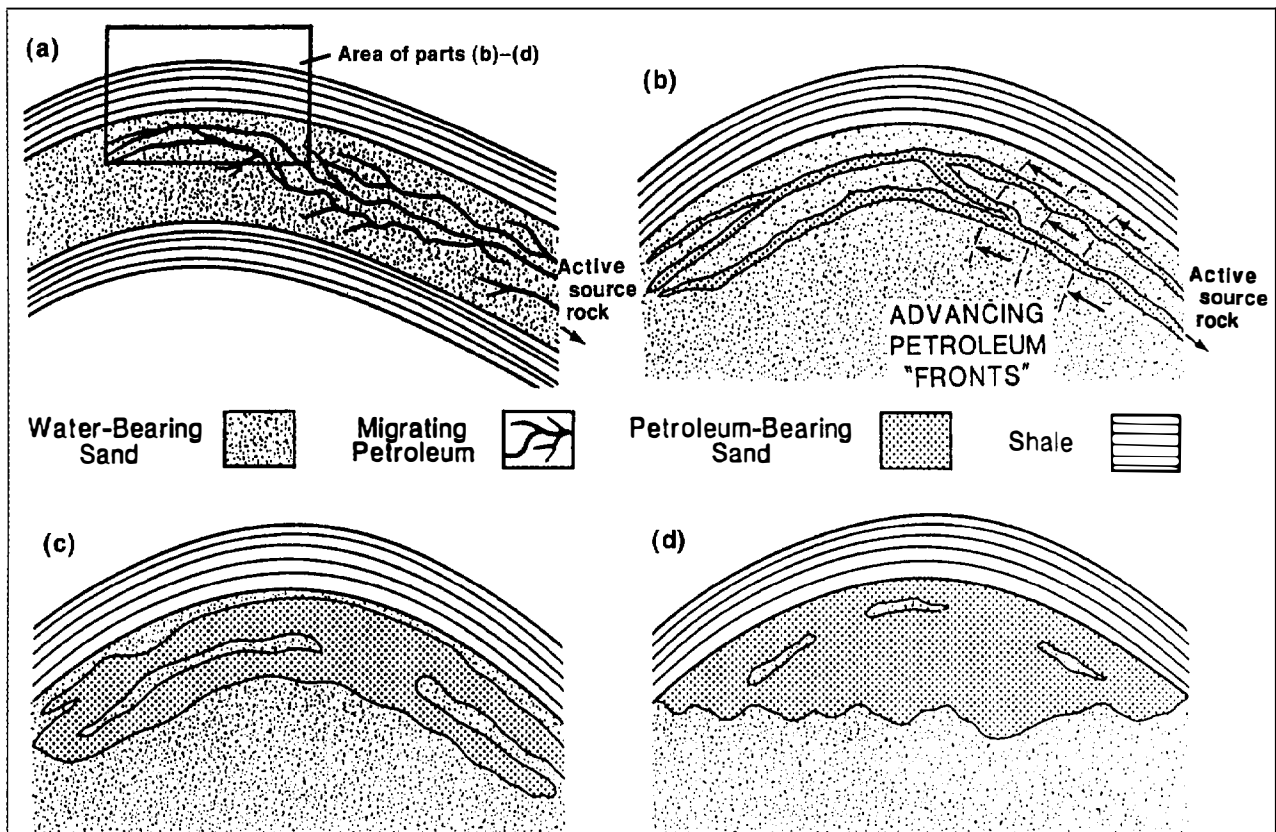 (a)
Area of parts (b)–(d)
Active
source
rock
(b)
Active
source
rock
ADVANCING
PETROLEUM
"FRONTS"
Water-Bearing
Sand
Migrating
Petroleum
Petroleum-Bearing
Sand
Shale
(c)
(d)